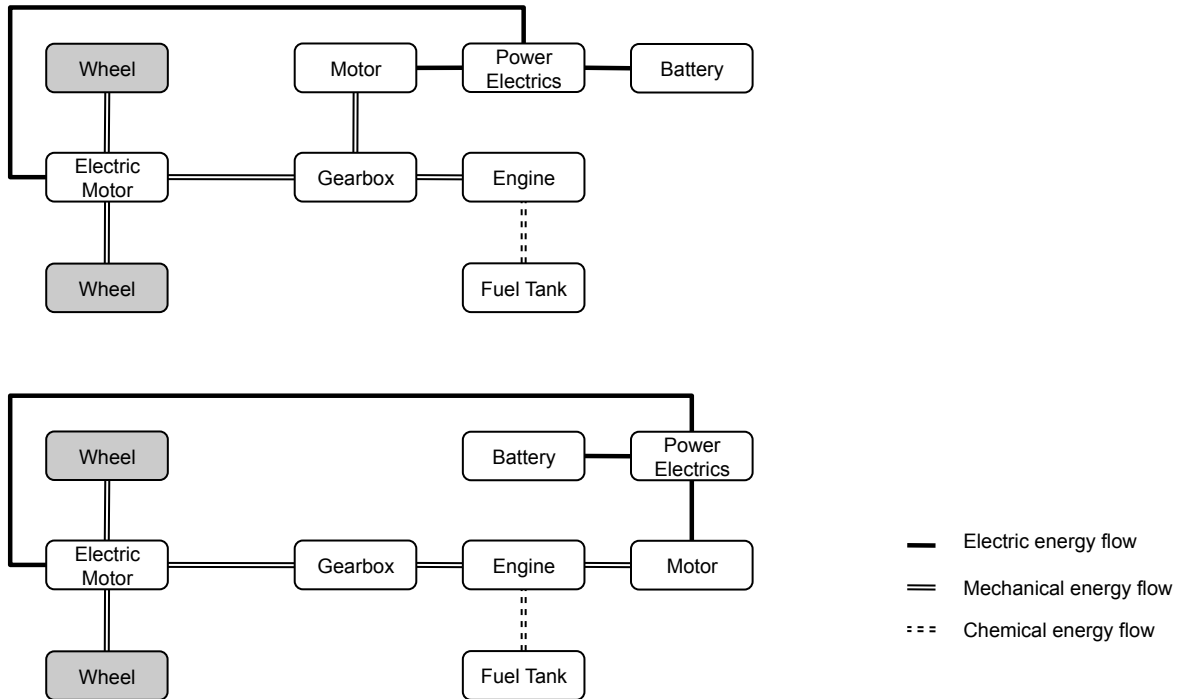 Wheel
Motor
Power
Electrics
Battery
Electric
Motor
Gearbox
Engine
Wheel
Fuel Tank
Wheel
Battery
Power
Electrics
Electric
Motor
Gearbox
Engine
Motor
Wheel
Fuel Tank
Electric energy flow
Mechanical energy flow
Chemical energy flow